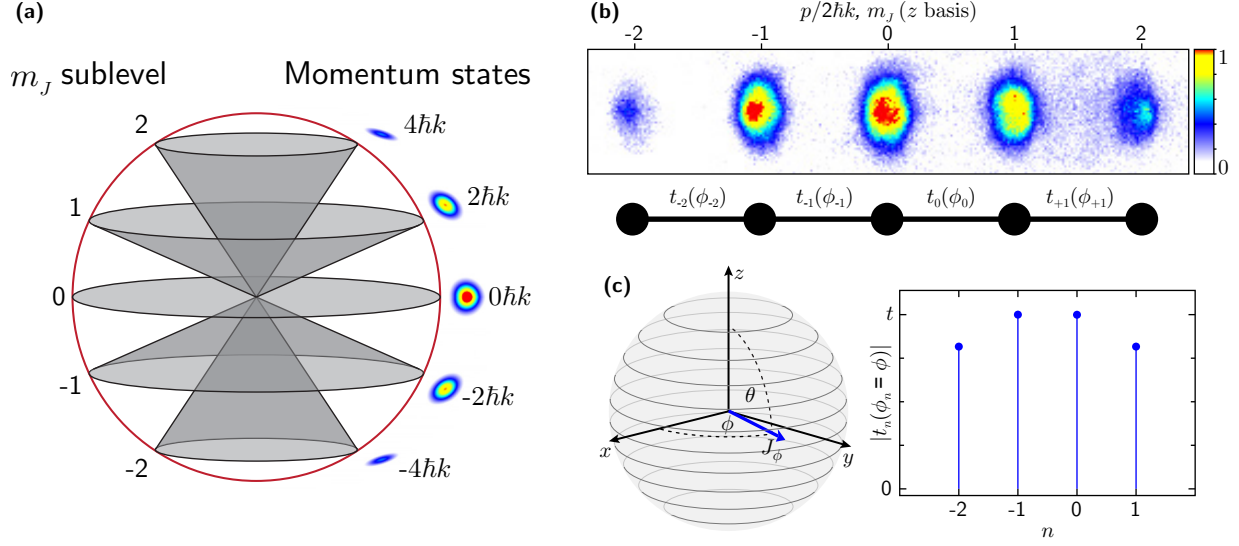 (a)
m_J sublevel
Momentum states
2
4ħk
1
2ħk
0
0ħk
-1
-2ħk
-2
-4ħk
(b)
p/2ħk, m_J (z basis)
-2 -1 0 1 2
1
0
t_-2(ϕ_-2) t_-1(ϕ_-1) t_0(ϕ_0) t_+1(ϕ_+1)
(c)
z
θ
ϕ
x
J_ϕ
y
|t_n(ϕ_n = ϕ)|
t
0
-2 -1 0 1
n